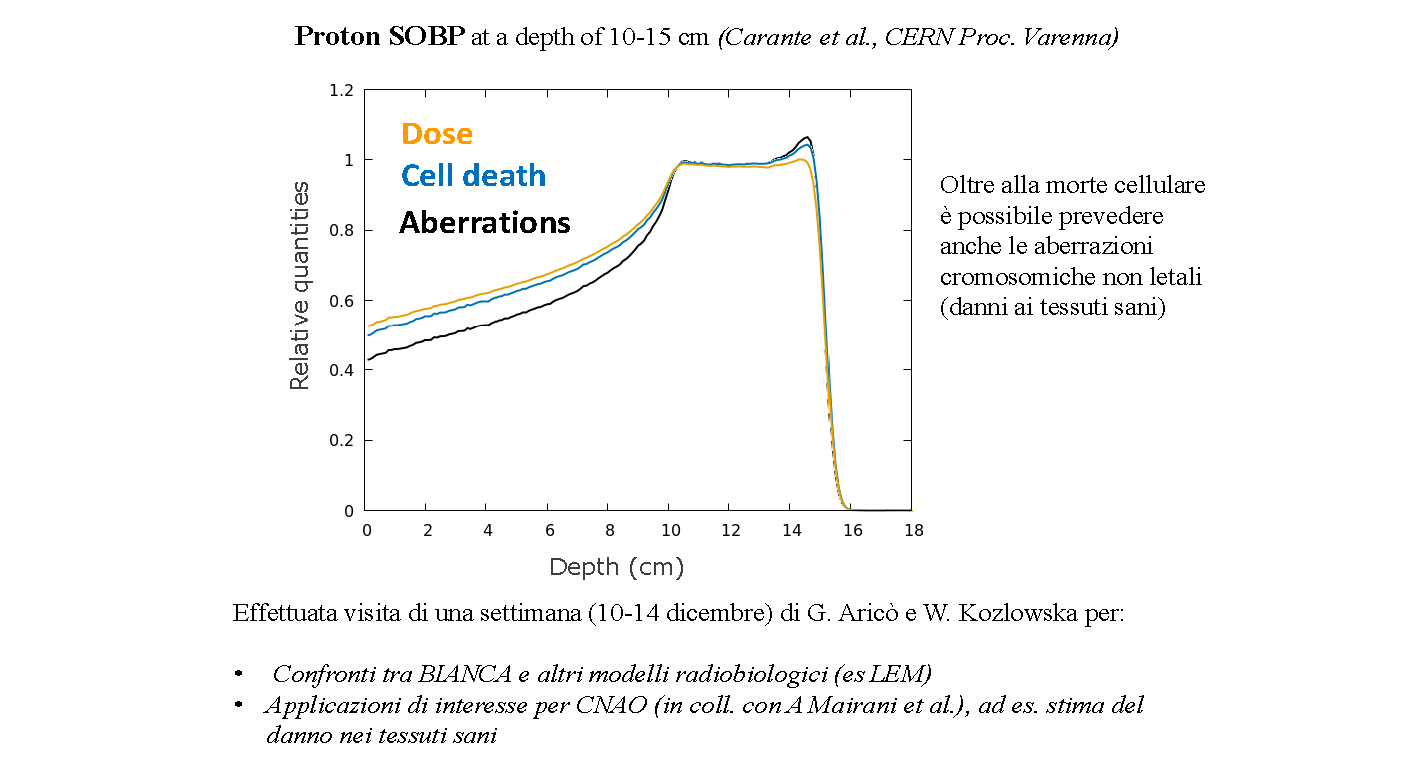 Proton SOBP at a depth of 10-15 cm (Carante et al., CERN Proc. Varenna)
1.2
1
0.8
0.6
0.4
0.2
0
Relative quantities
Dose
Cell death
Aberrations
0 2 4 6 8 10 12 14 16 18
Depth (cm)
Oltre alla morte cellulare
è possibile prevedere
anche le aberrazioni
cromosomiche non letali
(danni ai tessuti sani)
Effettuata visita di una settimana (10-14 dicembre) di G. Aricò e W. Kozlowska per:
• Confronti tra BIANCA e altri modelli radiobiologici (es LEM)
• Applicazioni di interesse per CNAO (in coll. con A Mairani et al.), ad es. stima del
danno nei tessuti sani